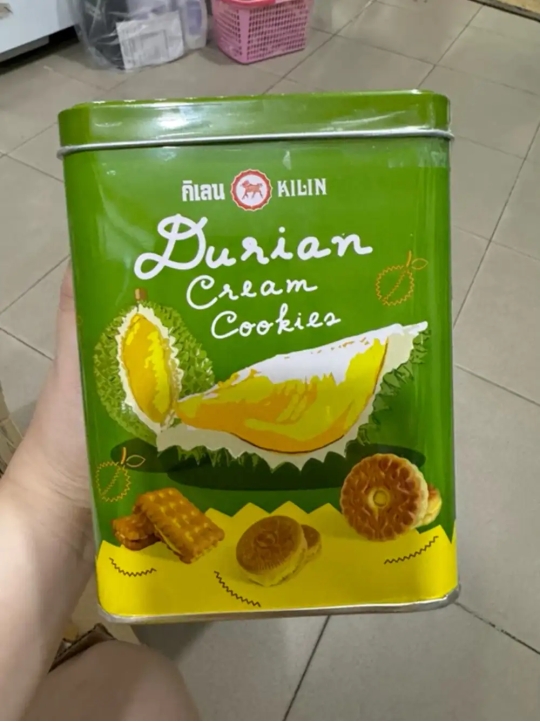 กิเลน KILIN
Durian
Cream
Cookies